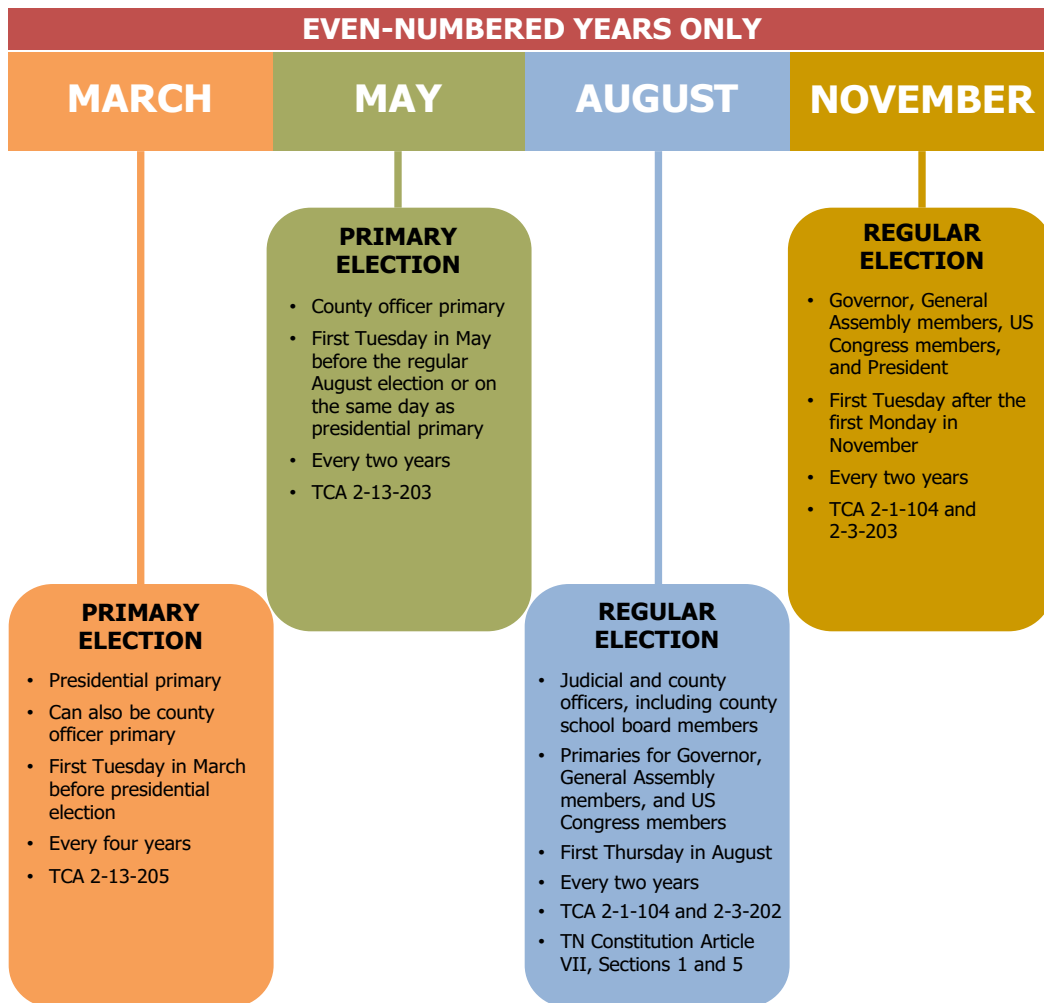 EVEN-NUMBERED YEARS ONLY
MARCH
MAY
AUGUST
NOVEMBER
PRIMARY
ELECTION
• County officer primary
• First Tuesday in May
before the regular
August election or on
the same day as
presidential primary
• Every two years
• TCA 2-13-203
REGULAR
ELECTION
• Governor, General
Assembly members, US
Congress members,
and President
• First Tuesday after the
first Monday in
November
• Every two years
• TCA 2-1-104 and
2-3-203
PRIMARY
ELECTION
• Presidential primary
• Can also be county
officer primary
• First Tuesday in March
before presidential
election
• Every four years
• TCA 2-13-205
REGULAR
ELECTION
• Judicial and county
officers, including county
school board members
• Primaries for Governor,
General Assembly
members, and US
Congress members
• First Thursday in August
• Every two years
• TCA 2-1-104 and 2-3-202
• TN Constitution Article
VII, Sections 1 and 5